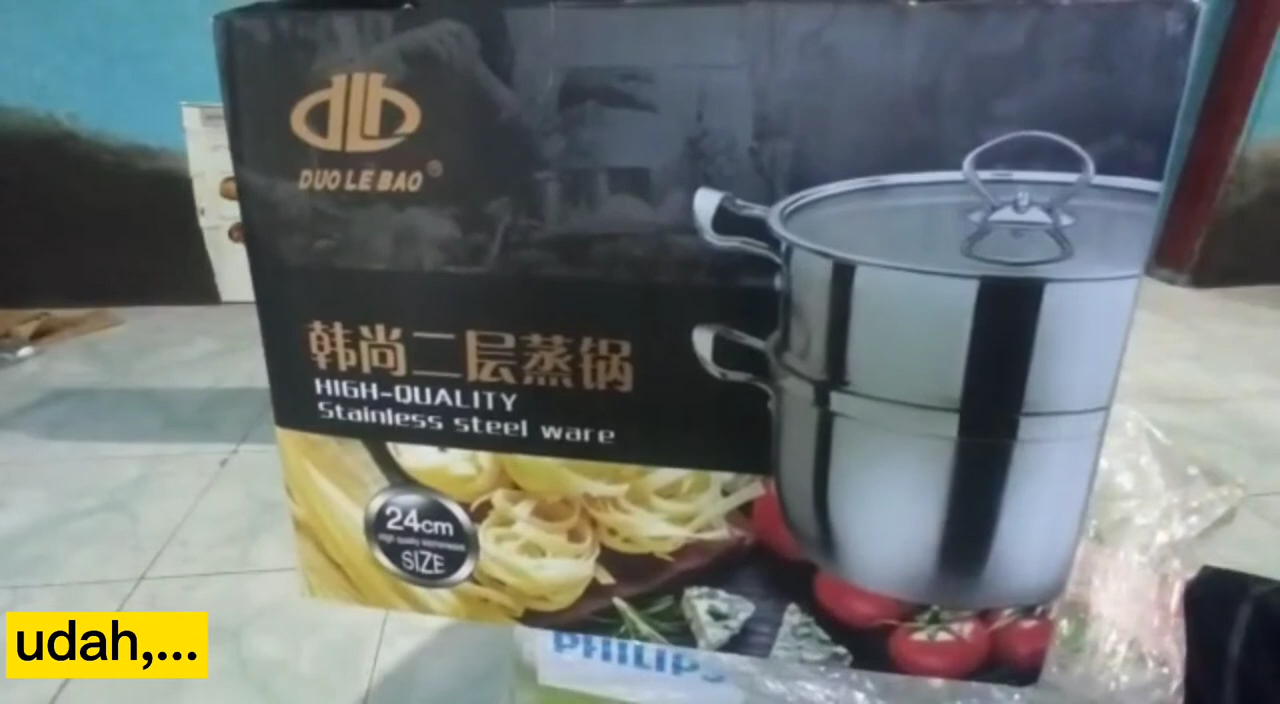 DUO LE BAO®
韩尚二层蒸锅
HIGH-QUALITY
Stainless steel ware
24cm
SIZE
PHILIPS
udah,...